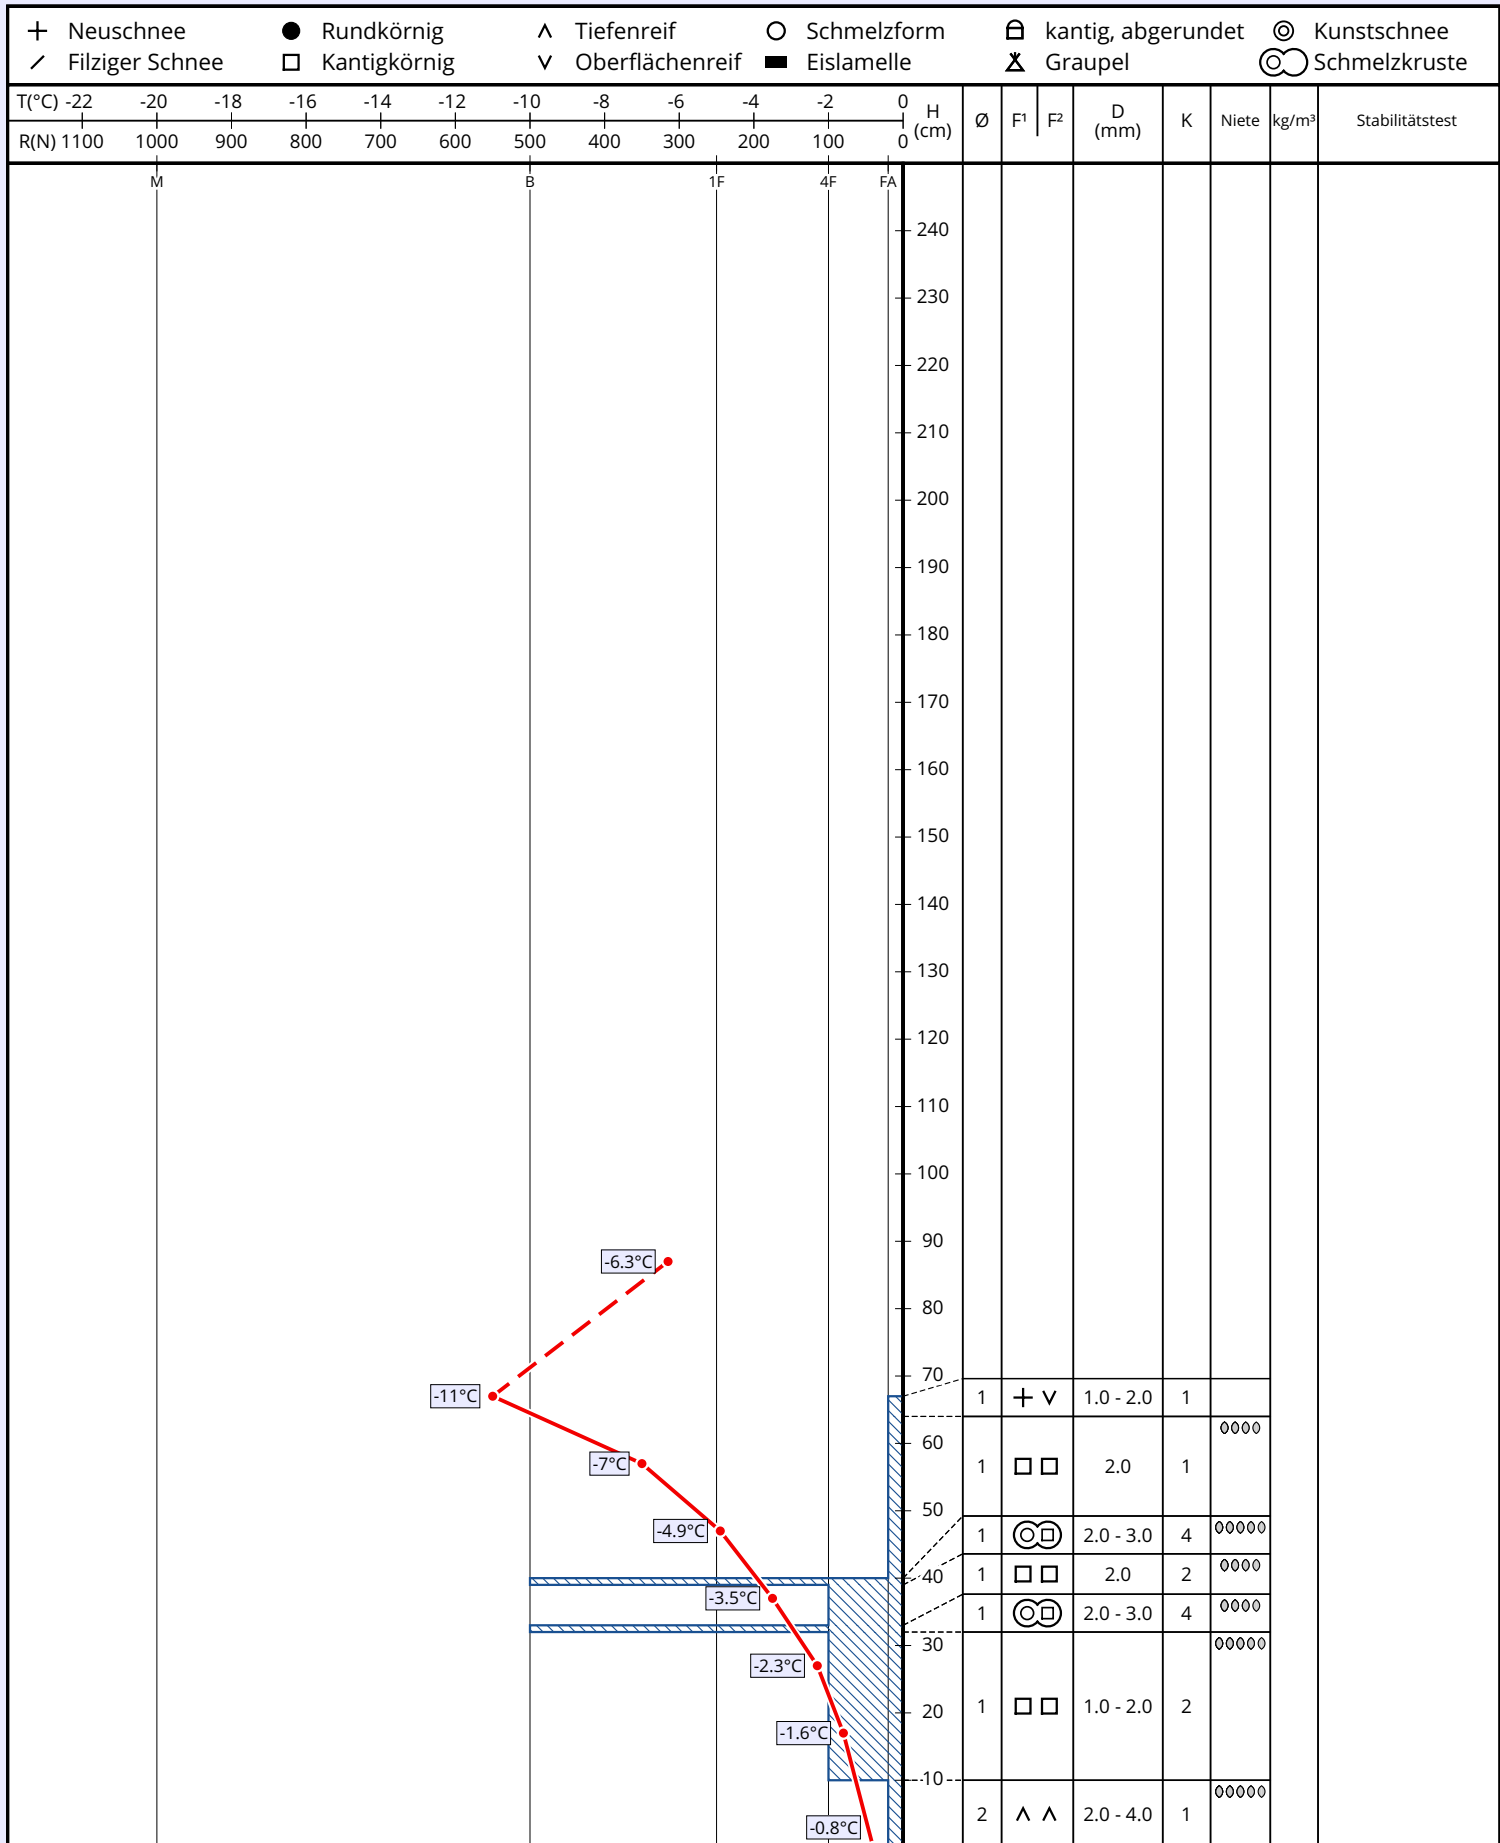 Neuschnee Rundkörnig Tiefenreif Schmelzform kantig, abgerundet Kunstschnee
Filziger Schnee Kantigkörnig Oberflächenreif Eislamelle Graupel Schmelzkruste
T(°C) -22 -20 -18 -16 -14 -12 -10 -8 -6 -4 -2 0
R(N) 1100 1000 900 800 700 600 500 400 300 200 100 0
H (cm) Ø F¹ F² D (mm) K Niete kg/m³ Stabilitätstest
M B 1F 4F FA
240
230
220
210
200
190
180
170
160
150
140
130
120
110
100
90
-6.3°C
80
70
-11°C 1 1.0 - 2.0 1
60
-7°C 1 2.0 1
50
-4.9°C 1 2.0 - 3.0 4
40 1 2.0 2
-3.5°C 1 2.0 - 3.0 4
30
-2.3°C
20 1 1.0 - 2.0 2
-1.6°C
10
-0.8°C 2 2.0 - 4.0 1